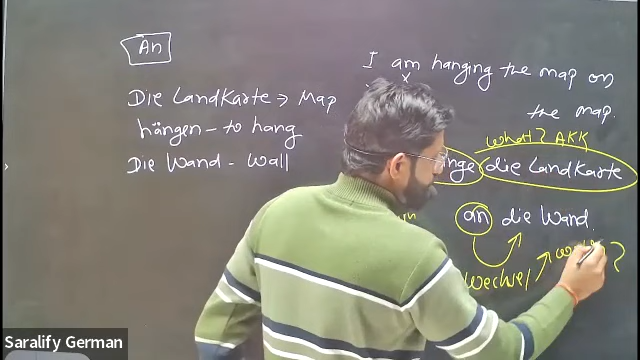 An
Die Landkarte → Map
hängen - to hang
Die Wand - Wall
I am hanging the map on
x
the map.
what? AKK
nge die Landkarte
an die Wand.
Wechsel
?
Saralify German